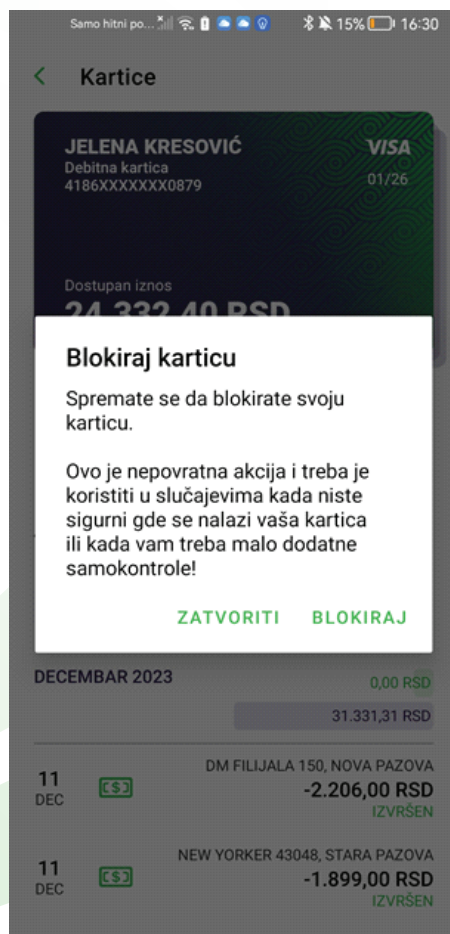 Samo hitni po... 15% 16:30
Kartice
JELENA KRESOVIĆ VISA
Debitna kartica
4186XXXXXXX0879 01/26
Dostupan iznos
24.332,40 RSD
Blokiraj karticu
Spremate se da blokirate svoju
karticu.
Ovo je nepovratna akcija i treba je
koristiti u slučajevima kada niste
sigurni gde se nalazi vaša kartica
ili kada vam treba malo dodatne
samokontrole!
ZATVORITI BLOKIRAJ
DECEMBAR 2023 0,00 RSD
31.331,31 RSD
DM FILIJALA 150, NOVA PAZOVA
11 -2.206,00 RSD
DEC IZVRŠEN
NEW YORKER 43048, STARA PAZOVA
11 -1.899,00 RSD
DEC IZVRŠEN